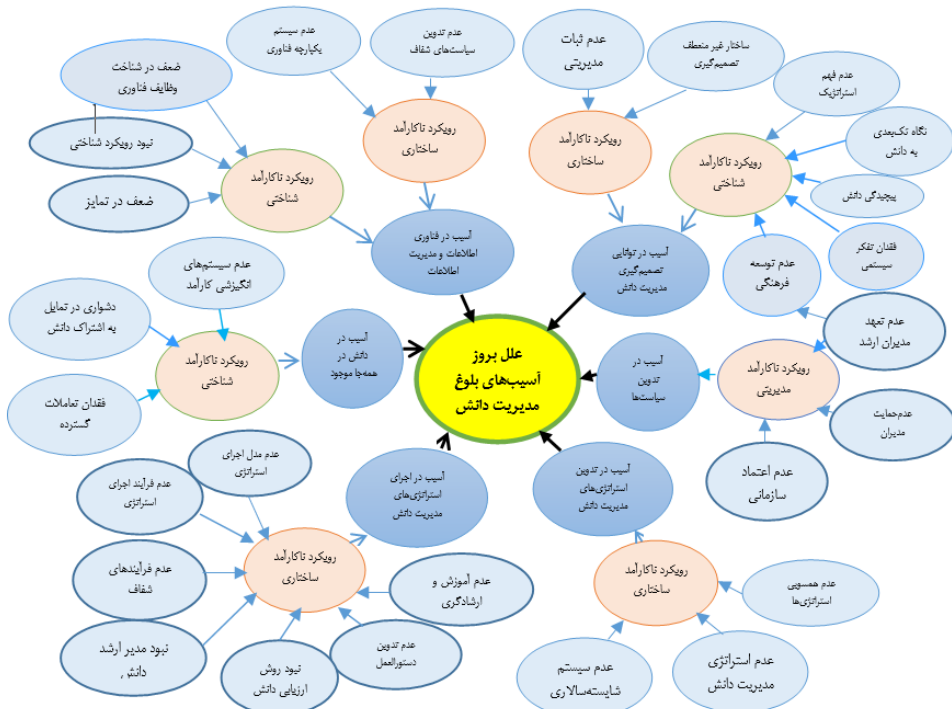 عدم سیستم
یکپارچه فناوری
عدم تدوین
سیاست‌های شفاف
عدم ثبات
مدیریتی
ساختار غیر منعطف
تصمیم‌گیری
ضعف در شناخت
وظایف فناوری
عدم فهم
استراتژیک
نبود رویکرد شناختی
رویکرد ناکارآمد
ساختاری
رویکرد ناکارآمد
ساختاری
نگاه تک‌بعدی
به دانش
رویکرد ناکارآمد
شناختی
رویکرد ناکارآمد
شناختی
ضعف در تمایز
پیچیدگی دانش
آسیب در فناوری
اطلاعات و مدیریت
اطلاعات
آسیب در توانایی
تصمیم‌گیری
مدیریت دانش
فقدان تفکر
سیستمی
عدم توسعه
فرهنگی
عدم سیستم‌های
انگیزشی کارآمد
دشواری در تمایل
به اشتراک دانش
عدم تعهد
مدیران ارشد
رویکرد ناکارآمد
شناختی
آسیب در
دانش در
همه‌جا موجود
علل بروز
آسیب‌های بلوغ
مدیریت دانش
آسیب در
تدوین
سیاست‌ها
رویکرد ناکارآمد
مدیریتی
فقدان تعاملات
گسترده
عدم‌حمایت
مدیران
عدم اعتماد
سازمانی
عدم مدل اجرای
استراتژی
آسیب در اجرای
استراتژی‌های
مدیریت دانش
آسیب در تدوین
استراتژی‌های
مدیریت دانش
عدم فرآیند اجرای
استراتژی
رویکرد ناکارآمد
ساختاری
رویکرد ناکارآمد
ساختاری
عدم فرآیندهای
شفاف
عدم آموزش و
ارشادگری
عدم همسویی
استراتژی‌ها
نبود مدیر ارشد
دانش
نبود روش
ارزیابی دانش
عدم تدوین
دستورالعمل
عدم سیستم
شایسته‌سالاری
عدم استراتژی
مدیریت دانش